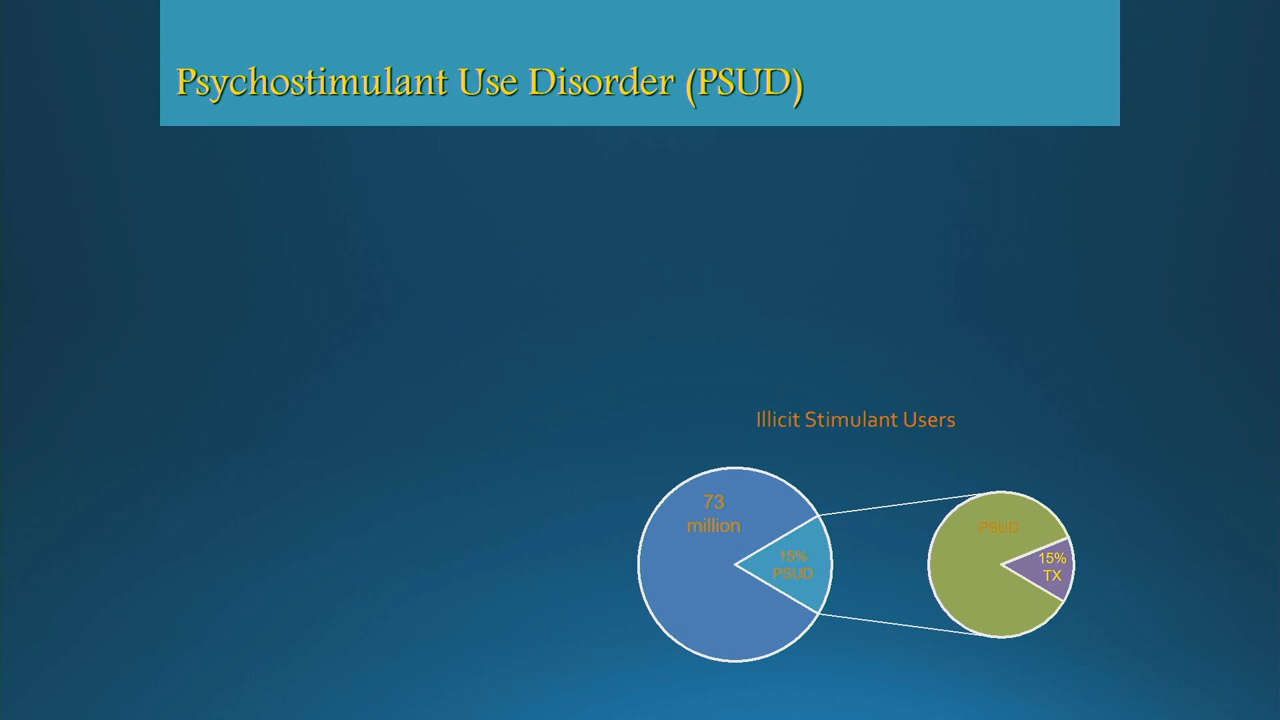 Psychostimulant Use Disorder (PSUD)
Illicit Stimulant Users
73
million
15%
PSUD
PSUD
15%
TX